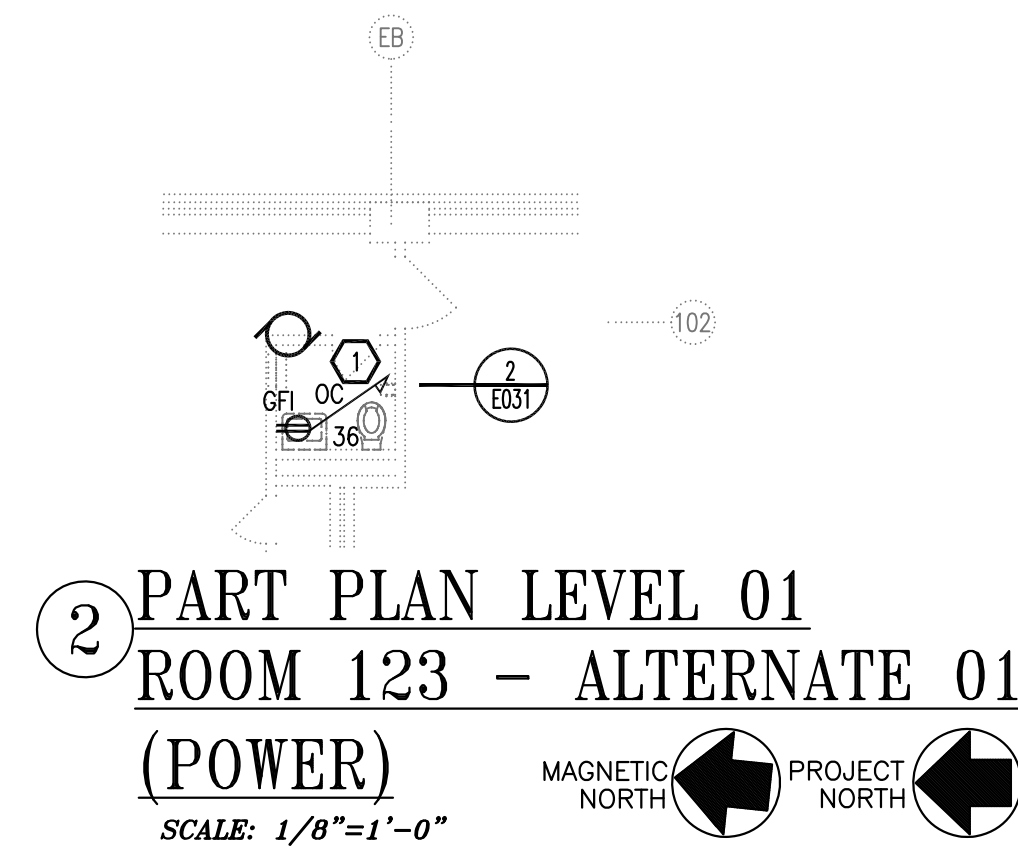 EB
102
1
2
E031
GFI
OC
36
2
PART PLAN LEVEL 01
ROOM 123 - ALTERNATE 01
(POWER)
SCALE: 1/8"=1'-0"
MAGNETIC
NORTH
PROJECT
NORTH